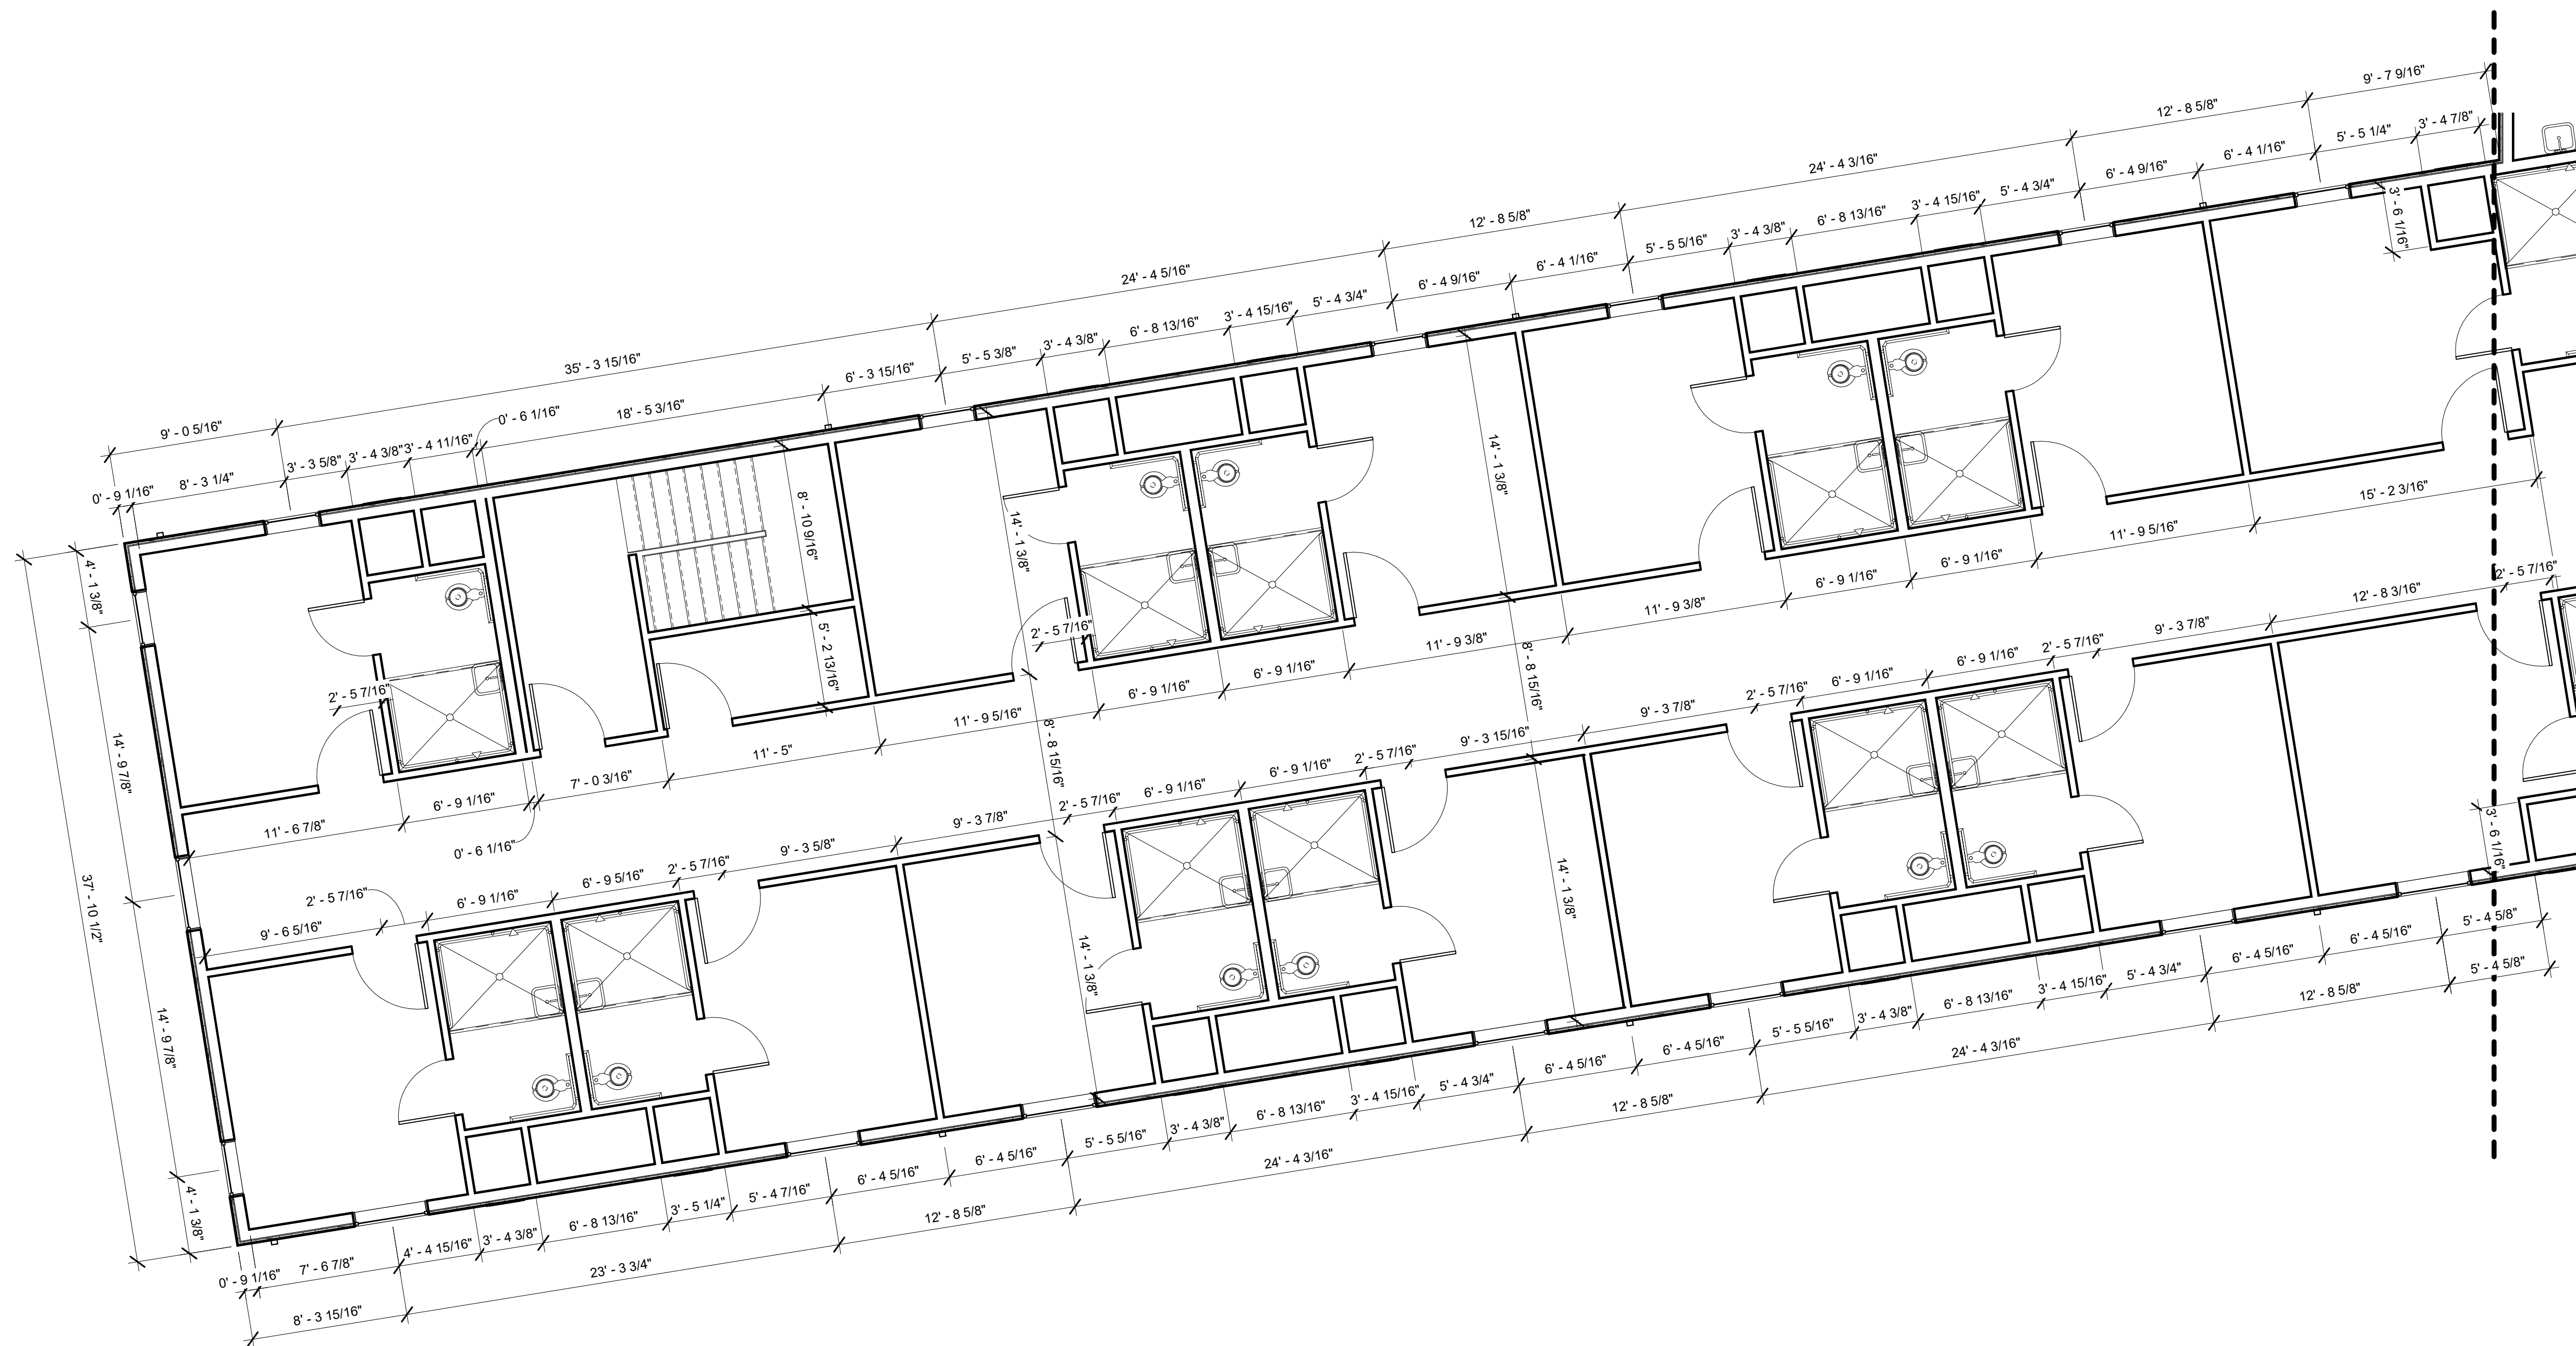 9' - 0 5/16"
35' - 3 15/16"
24' - 4 5/16"
12' - 8 5/8"
24' - 4 3/16"
12' - 8 5/8"
9' - 7 9/16"
0' - 9 1/16"
8' - 3 1/4"
3' - 3 5/8"
3' - 4 3/8"
3' - 4 11/16"
0' - 6 1/16"
18' - 5 3/16"
6' - 3 15/16"
5' - 5 3/8"
3' - 4 3/8"
6' - 8 13/16"
3' - 4 15/16"
5' - 4 3/4"
6' - 4 9/16"
6' - 4 1/16"
5' - 5 5/16"
3' - 4 3/8"
6' - 8 13/16"
3' - 4 15/16"
5' - 4 3/4"
6' - 4 9/16"
6' - 4 1/16"
5' - 5 1/4"
3' - 4 7/8"
3' - 6 1/16"
4' - 1 3/8"
14' - 9 7/8"
37' - 10 1/2"
14' - 9 7/8"
4' - 1 3/8"
8' - 10 9/16"
5' - 2 13/16"
14' - 1 3/8"
8' - 8 15/16"
14' - 1 3/8"
14' - 1 3/8"
8' - 8 15/16"
14' - 1 3/8"
2' - 5 7/16"
2' - 5 7/16"
11' - 6 7/8"
6' - 9 1/16"
0' - 6 1/16"
7' - 0 3/16"
11' - 5"
11' - 9 5/16"
6' - 9 1/16"
6' - 9 1/16"
11' - 9 3/8"
11' - 9 3/8"
6' - 9 1/16"
6' - 9 1/16"
11' - 9 5/16"
15' - 2 3/16"
9' - 6 5/16"
2' - 5 7/16"
6' - 9 1/16"
6' - 9 5/16"
2' - 5 7/16"
9' - 3 5/8"
9' - 3 7/8"
2' - 5 7/16"
6' - 9 1/16"
6' - 9 1/16"
2' - 5 7/16"
9' - 3 15/16"
9' - 3 7/8"
2' - 5 7/16"
6' - 9 1/16"
6' - 9 1/16"
2' - 5 7/16"
9' - 3 7/8"
12' - 8 3/16"
2' - 5 7/16"
3' - 6 1/16"
0' - 9 1/16"
7' - 6 7/8"
4' - 4 15/16"
3' - 4 3/8"
6' - 8 13/16"
3' - 5 1/4"
5' - 4 7/16"
6' - 4 5/16"
6' - 4 5/16"
5' - 5 5/16"
3' - 4 3/8"
6' - 8 13/16"
3' - 4 15/16"
5' - 4 3/4"
6' - 4 5/16"
6' - 4 5/16"
5' - 5 5/16"
3' - 4 3/8"
6' - 8 13/16"
3' - 4 15/16"
5' - 4 3/4"
6' - 4 5/16"
6' - 4 5/16"
5' - 4 5/8"
8' - 3 15/16"
23' - 3 3/4"
12' - 8 5/8"
24' - 4 3/16"
12' - 8 5/8"
24' - 4 3/16"
12' - 8 5/8"
5' - 4 5/8"